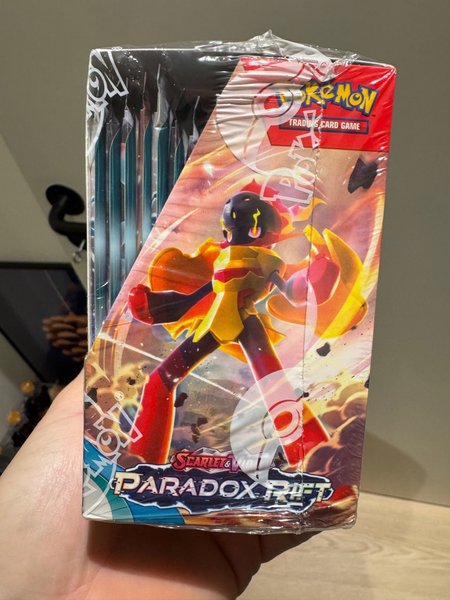 POKéMON
TRADING CARD GAME
SCARLET & VIOLET
PARADOX RIFT